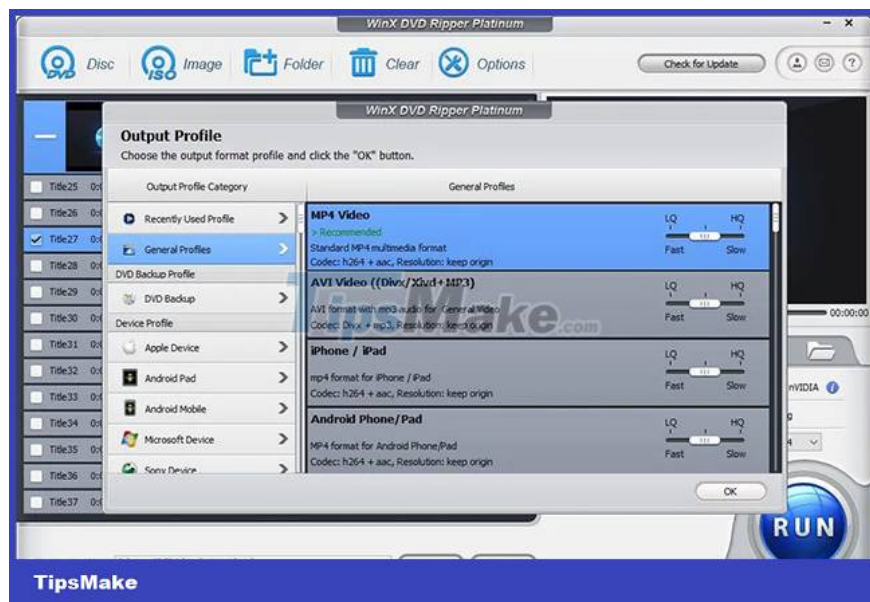 WinX DVD Ripper Platinum
DVD
Disc
ISO
Image
Folder
Clear
Options
Check for Update
WinX DVD Ripper Platinum
Output Profile
Choose the output format profile and click the "OK" button.
Output Profile Category
General Profiles
Recently Used Profile
General Profiles
DVD Backup Profile
DVD Backup
Device Profile
Apple Device
Android Pad
Android Mobile
Microsoft Device
Sony Device
MP4 Video
> Recommended
Standard MP4 multimedia format
Codec: h264 + aac, Resolution: keep origin
LQ HQ
Fast Slow
AVI Video ((Divx/Xivd+MP3)
AVI format with mp3 audio for General Video
Codec: Divx + mp3, Resolution: keep origin
LQ HQ
Fast Slow
iPhone / iPad
mp4 format for iPhone / iPad
Codec: h264 + aac, Resolution: keep origin
LQ HQ
Fast Slow
Android Phone/Pad
MP4 format for Android Phone/Pad
Codec: h264 + aac, Resolution: keep origin
LQ HQ
Fast Slow
OK
Title25
Title26
Title27
Title28
Title29
Title30
Title31
Title32
Title33
Title34
Title35
Title36
Title37
00:00:00
nVIDIA
RUN
TipsMake.com
TipsMake